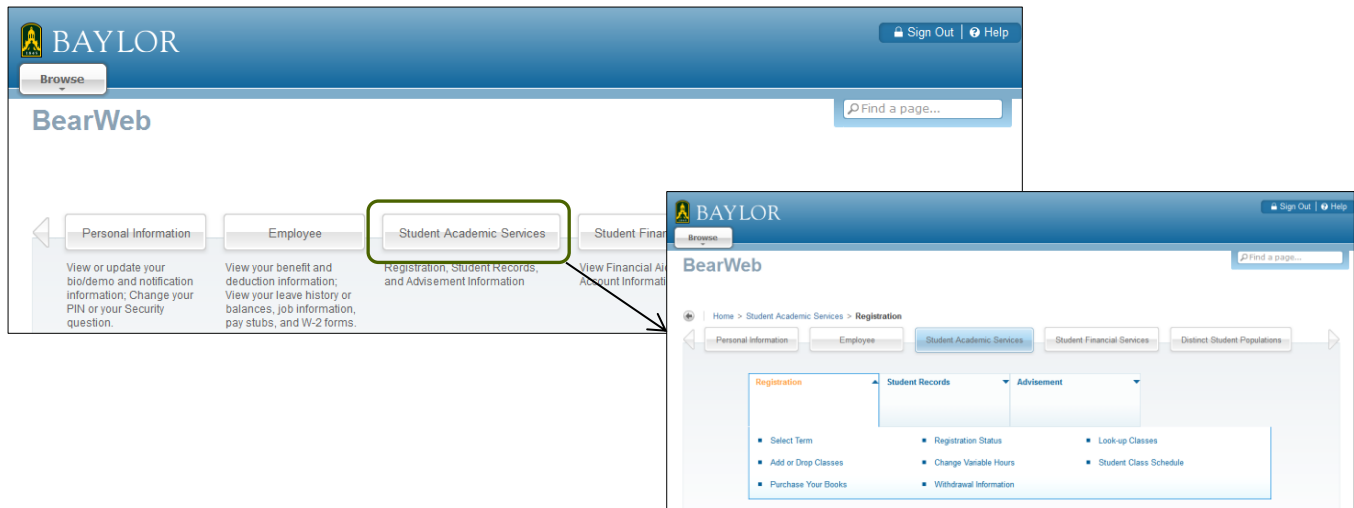 BAYLOR
Sign Out | Help
Browse
BearWeb
Find a page...
Personal Information
Employee
Student Academic Services
Student Finan
View or update your
bio/demo and notification
information; Change your
PIN or your Security
question.
View your benefit and
deduction information;
View your leave history or
balances, job information,
pay stubs, and W-2 forms.
Registration, Student Records,
and Advisement Information
View Financial Aid
Account Informati
BAYLOR
Sign Out | Help
Browse
BearWeb
Find a page...
Home > Student Academic Services > Registration
Personal Information
Employee
Student Academic Services
Student Financial Services
Distinct Student Populations
Registration
Student Records
Advisement
Select Term
Registration Status
Look-up Classes
Add or Drop Classes
Change Variable Hours
Student Class Schedule
Purchase Your Books
Withdrawal Information